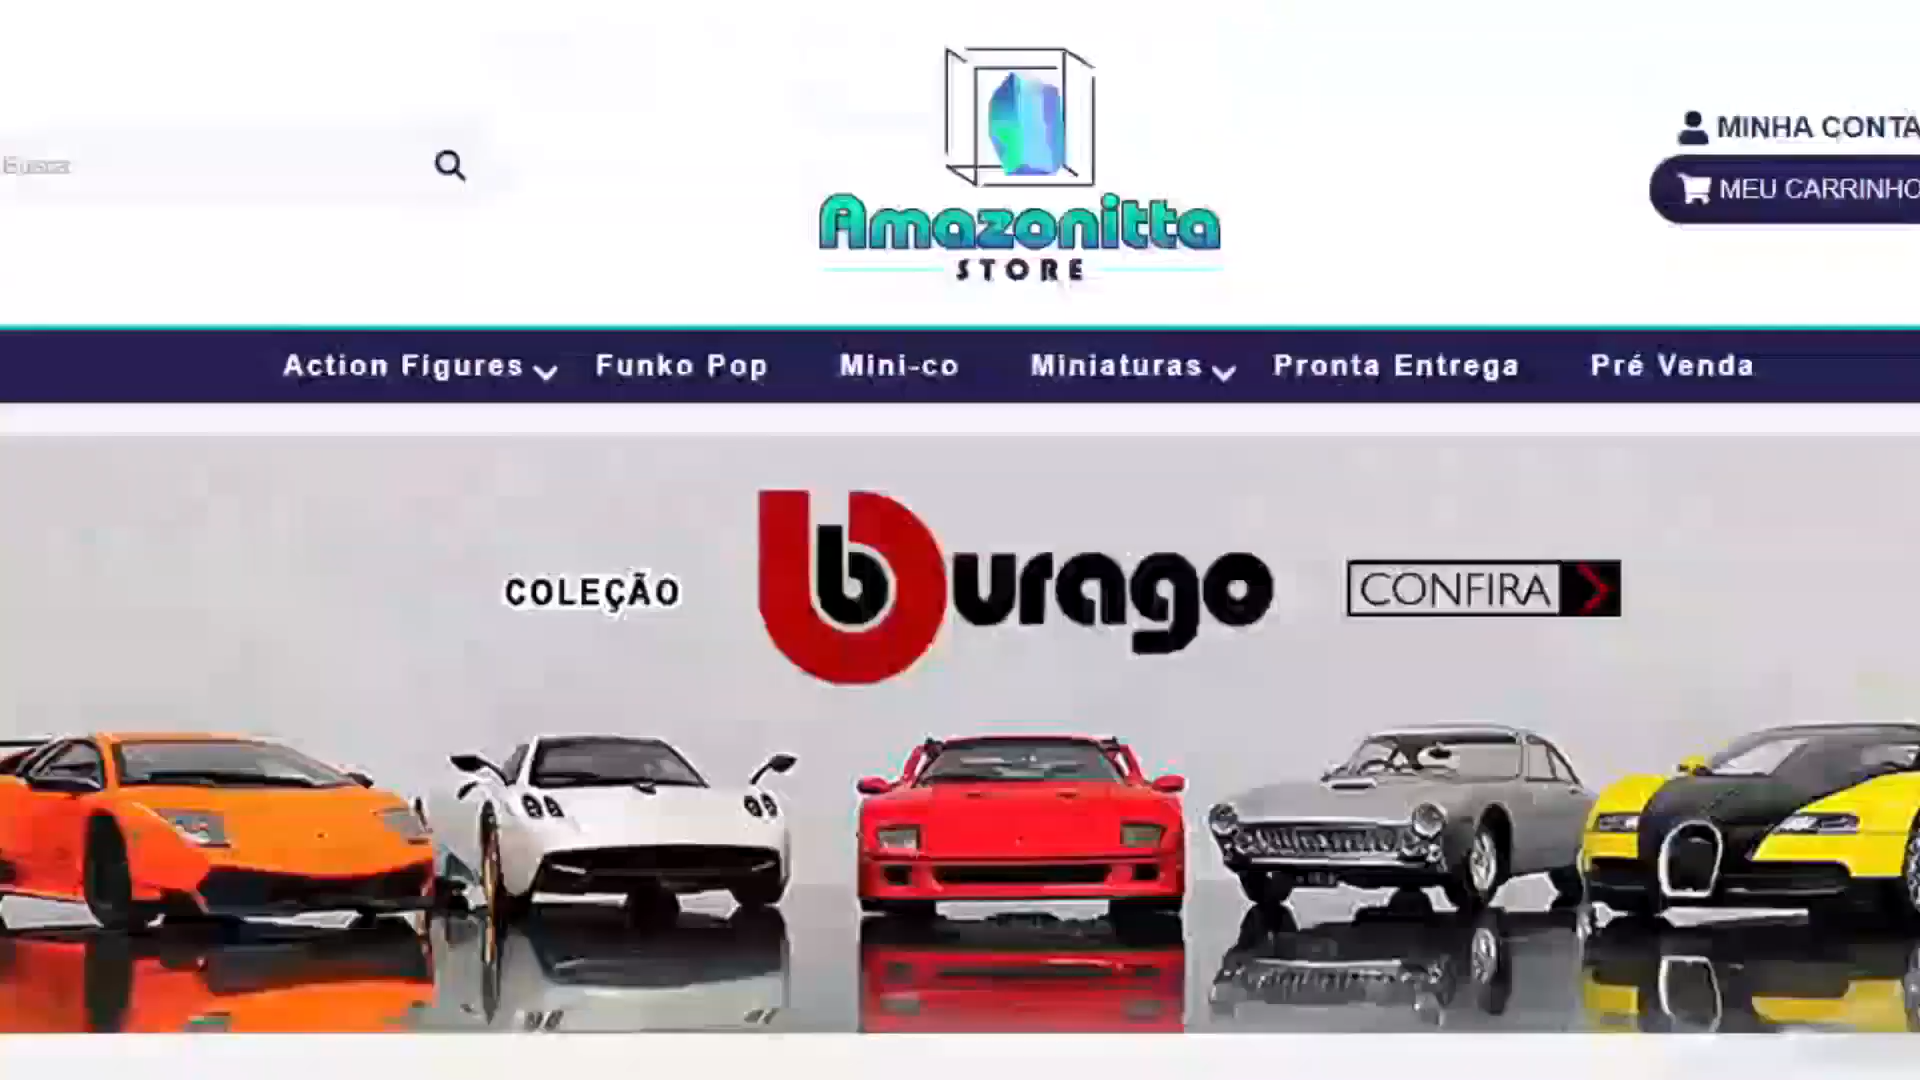 MINHA CONTA
Busca
MEU CARRINHO
Amazonitta
STORE
Action Figures Funko Pop Mini-co Miniaturas Pronta Entrega Pré Venda
COLEÇÃO burago CONFIRA